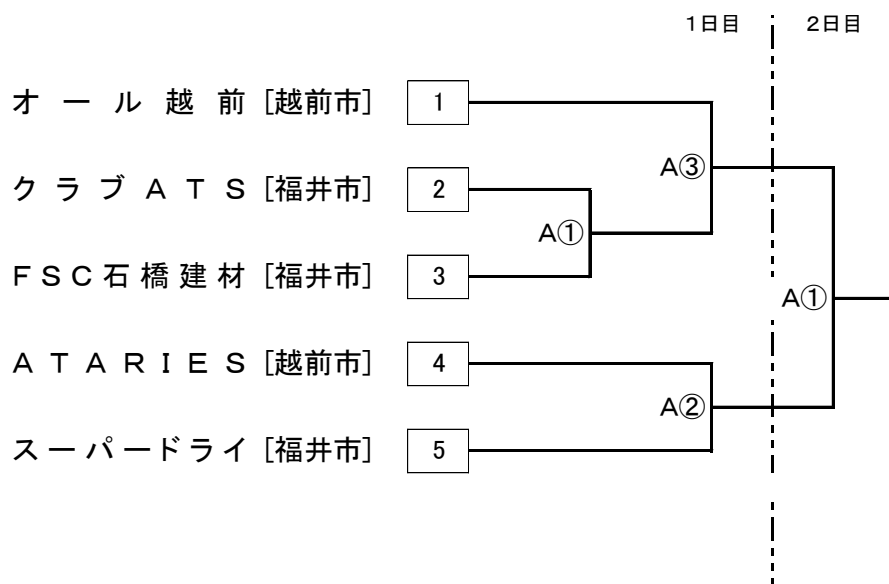 1日目 2日目
オール越前 [越前市] 1
A③
クラブATS [福井市] 2
A①
FSC石橋建材 [福井市] 3
A①
ATARIES [越前市] 4
A②
スーパードライ [福井市] 5